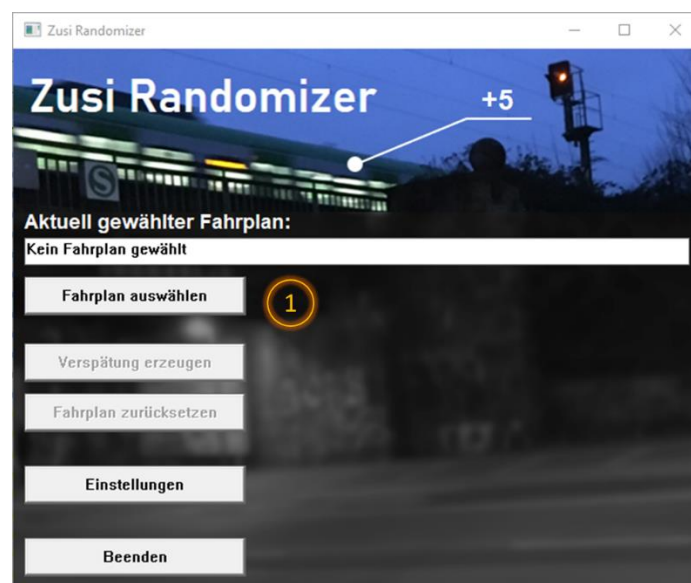 Zusi Randomizer
Zusi Randomizer
+5
S
Aktuell gewählter Fahrplan:
Kein Fahrplan gewählt
Fahrplan auswählen
1
Verspätung erzeugen
Fahrplan zurücksetzen
Einstellungen
Beenden